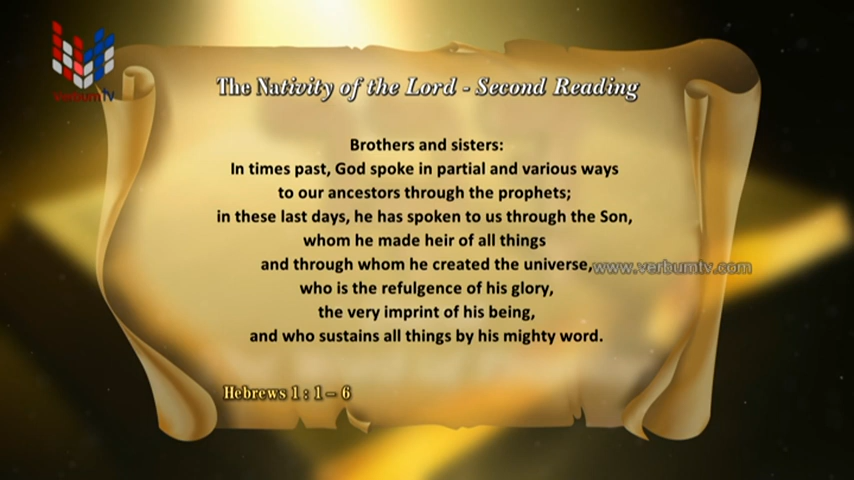 verbumtv
The Nativity of the Lord - Second Reading
Brothers and sisters:
In times past, God spoke in partial and various ways
to our ancestors through the prophets;
in these last days, he has spoken to us through the Son,
whom he made heir of all things
and through whom he created the universe,
www.verbumtv.com
who is the refulgence of his glory,
the very imprint of his being,
and who sustains all things by his mighty word.
Hebrews 1 : 1 – 6